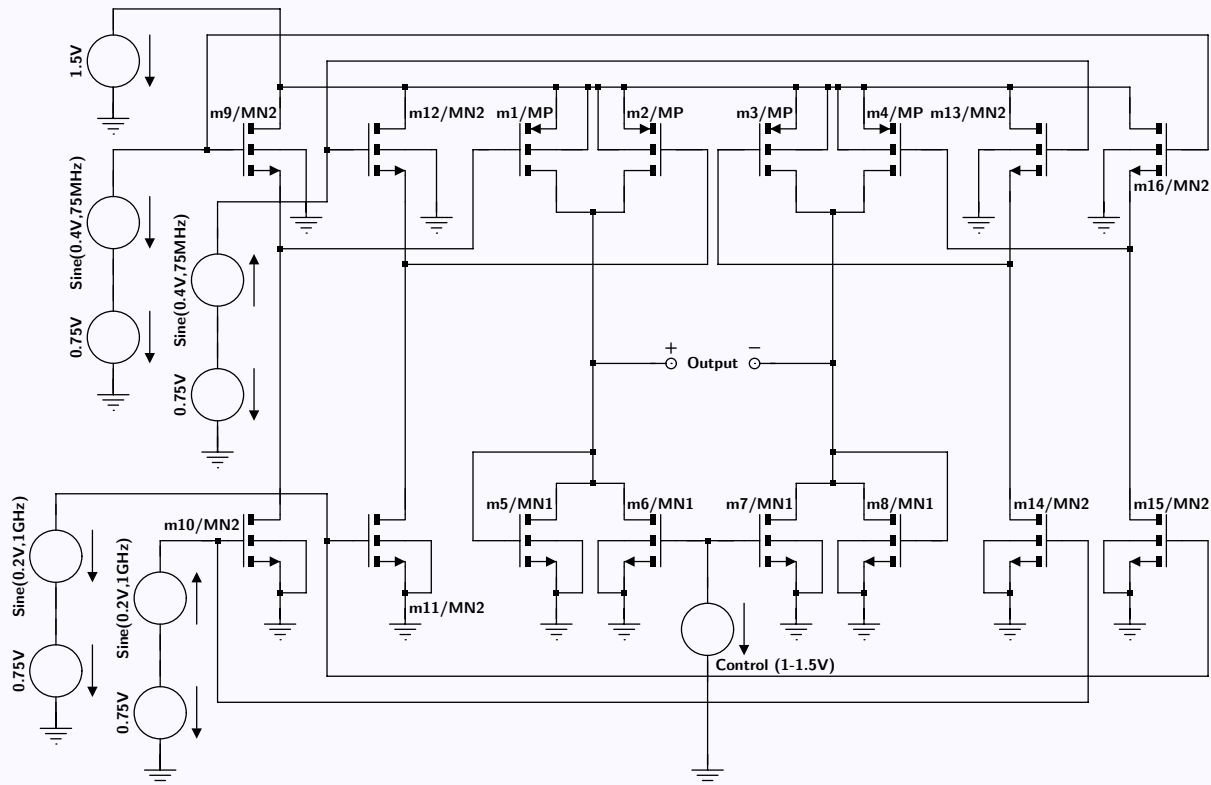 1.5V
m9/MN2
m12/MN2
m1/MP
m2/MP
m3/MP
m4/MP
m13/MN2
m16/MN2
Sine(0.4V,75MHz)
0.75V
Sine(0.4V,75MHz)
0.75V
+
Output
−
m10/MN2
m11/MN2
m5/MN1
m6/MN1
m7/MN1
m8/MN1
m14/MN2
m15/MN2
Sine(0.2V,1GHz)
0.75V
Sine(0.2V,1GHz)
0.75V
Control (1-1.5V)